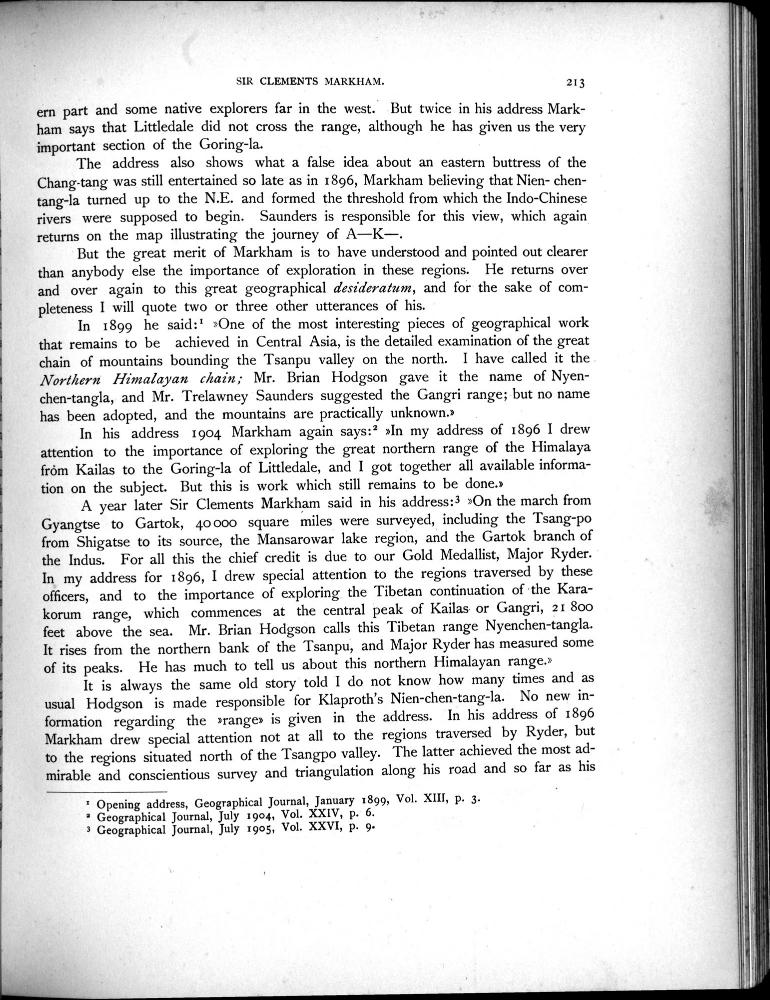 SIR CLEMENTS MARKHAM. 213
ern part and some native explorers far in the west. But twice in his address Mark-
ham says that Littledale did not cross the range, although he has given us the very
important section of the Goring-la.
The address also shows what a false idea about an eastern buttress of the
Chang-tang was still entertained so late as in 1896, Markham believing that Nien- chen-
tang-la turned up to the N.E. and formed the threshold from which the Indo-Chinese
rivers were supposed to begin. Saunders is responsible for this view, which again
returns on the map illustrating the journey of A—K—.
But the great merit of Markham is to have understood and pointed out clearer
than anybody else the importance of exploration in these regions. He returns over
and over again to this great geographical desideratum, and for the sake of com-
pleteness I will quote two or three other utterances of his.
In 1899 he said:¹ »One of the most interesting pieces of geographical work
that remains to be achieved in Central Asia, is the detailed examination of the great
chain of mountains bounding the Tsanpu valley on the north. I have called it the
Northern Himalayan chain; Mr. Brian Hodgson gave it the name of Nyen-
chen-tangla, and Mr. Trelawney Saunders suggested the Gangri range; but no name
has been adopted, and the mountains are practically unknown.»
In his address 1904 Markham again says:² »In my address of 1896 I drew
attention to the importance of exploring the great northern range of the Himalaya
from Kailas to the Goring-la of Littledale, and I got together all available informa-
tion on the subject. But this is work which still remains to be done.»
A year later Sir Clements Markham said in his address:³ »On the march from
Gyangtse to Gartok, 40 000 square miles were surveyed, including the Tsang-po
from Shigatse to its source, the Mansarowar lake region, and the Gartok branch of
the Indus. For all this the chief credit is due to our Gold Medallist, Major Ryder.
In my address for 1896, I drew special attention to the regions traversed by these
officers, and to the importance of exploring the Tibetan continuation of the Kara-
korum range, which commences at the central peak of Kailas or Gangri, 21 800
feet above the sea. Mr. Brian Hodgson calls this Tibetan range Nyenchen-tangla.
It rises from the northern bank of the Tsanpu, and Major Ryder has measured some
of its peaks. He has much to tell us about this northern Himalayan range.»
It is always the same old story told I do not know how many times and as
usual Hodgson is made responsible for Klaproth's Nien-chen-tang-la. No new in-
formation regarding the »range» is given in the address. In his address of 1896
Markham drew special attention not at all to the regions traversed by Ryder, but
to the regions situated north of the Tsangpo valley. The latter achieved the most ad-
mirable and conscientious survey and triangulation along his road and so far as his
¹ Opening address, Geographical Journal, January 1899, Vol. XIII, p. 3.
² Geographical Journal, July 1904, Vol. XXIV, p. 6.
³ Geographical Journal, July 1905, Vol. XXVI, p. 9.